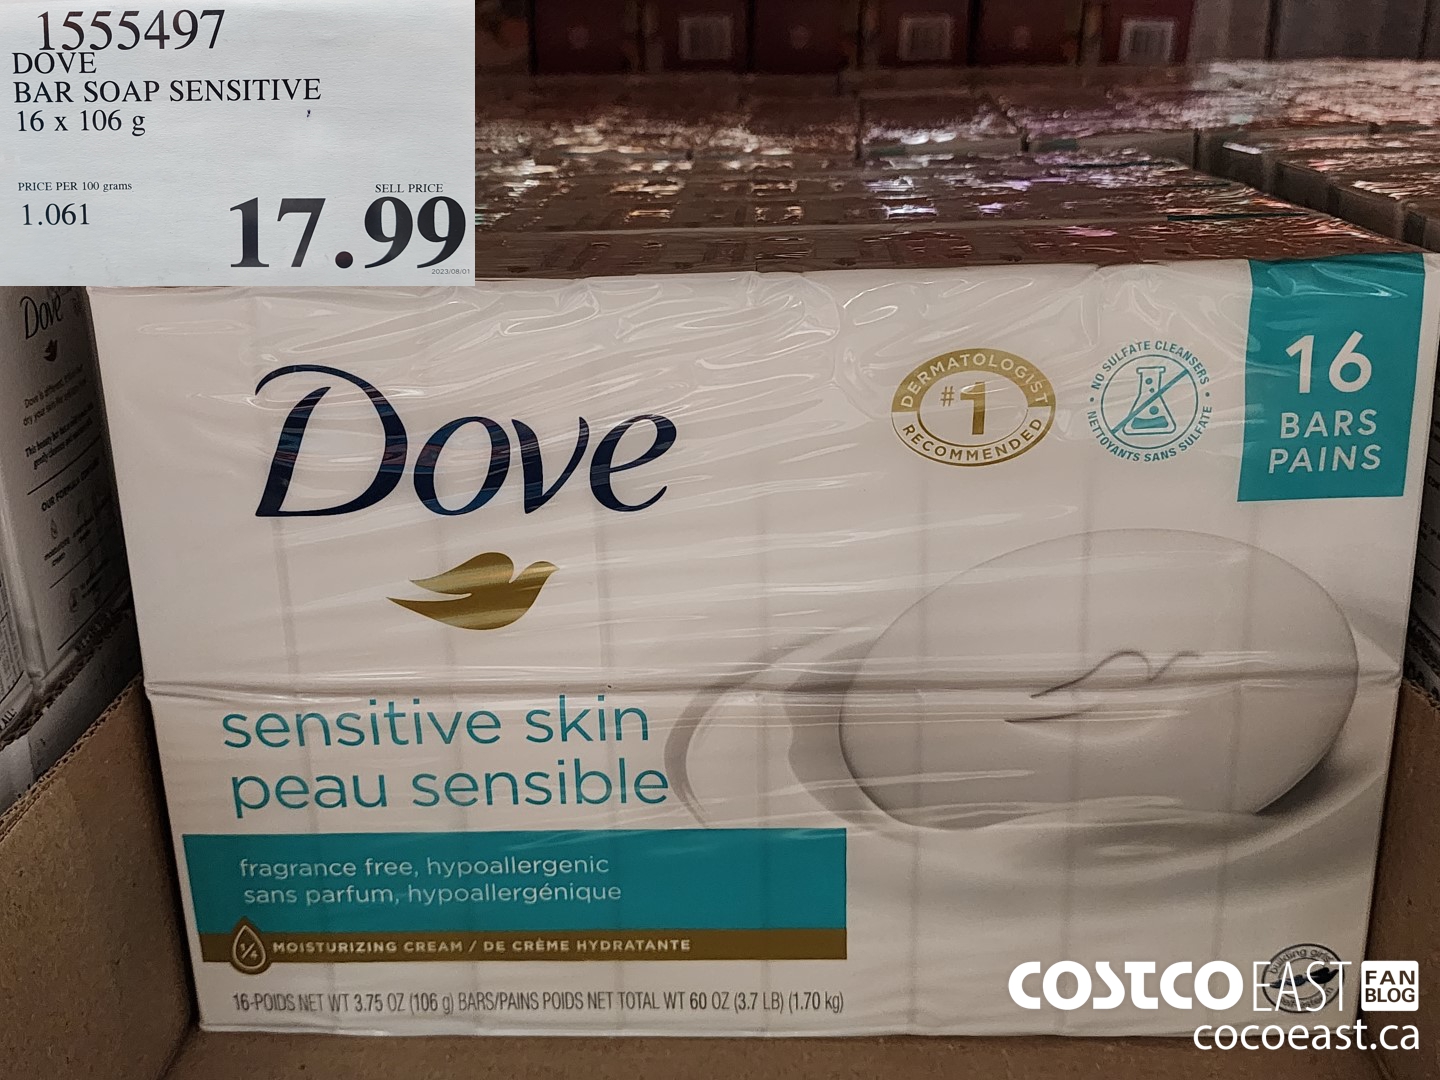 1555497
DOVE
BAR SOAP SENSITIVE
16 x 106 g
PRICE PER 100 grams
1.061
SELL PRICE
17.99
2023/08/01
Dove
Dove
DERMATOLOGIST
#1
RECOMMENDED
NO SULFATE CLEANSERS
NETTOYANTS SANS SULFATE
16
BARS
PAINS
sensitive skin
peau sensible
fragrance free, hypoallergenic
sans parfum, hypoallergénique
1/4 MOISTURIZING CREAM / DE CRÈME HYDRATANTE
16-POIDS NET WT 3.75 OZ (106 g) BARS/PAINS POIDS NET TOTAL WT 60 OZ (3.7 LB) (1.70 kg)
COSTCO EAST FAN BLOG
cocoeast.ca